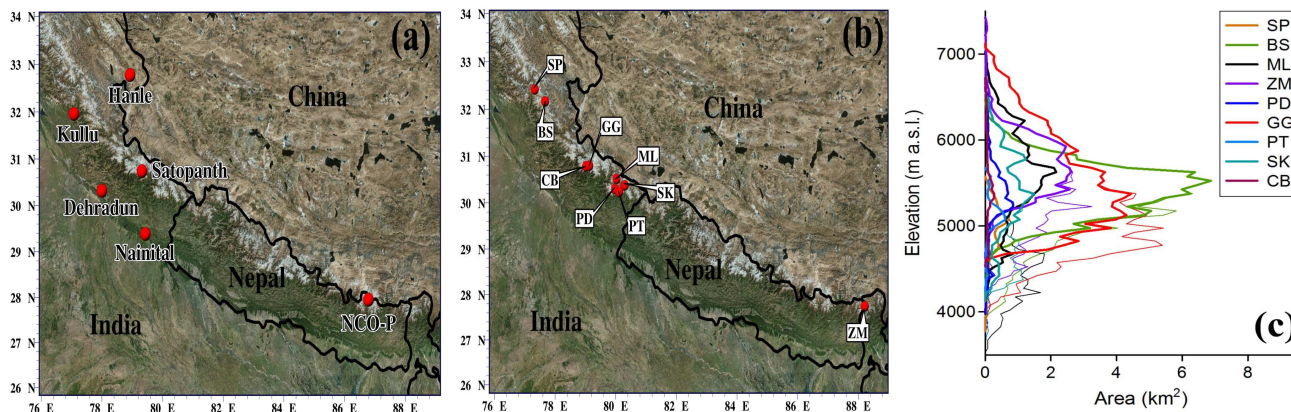 (a)
34 N
33 N
32 N
31 N
30 N
29 N
28 N
27 N
26 N
Hanle
China
Kullu
Satopanth
Dehradun
Nainital
Nepal
India
NCO-P
76 E
78 E
80 E
82 E
84 E
86 E
88 E
(b)
34 N
33 N
32 N
31 N
30 N
29 N
28 N
27 N
26 N
SP
China
BS
GG
ML
CB
SK
PD
PT
Nepal
India
ZM
76 E
78 E
80 E
82 E
84 E
86 E
88 E
Elevation (m a.s.l.)
7000
6000
5000
4000
SP
BS
ML
ZM
PD
GG
PT
SK
CB
(c)
0
2
4
6
8
Area (km²)